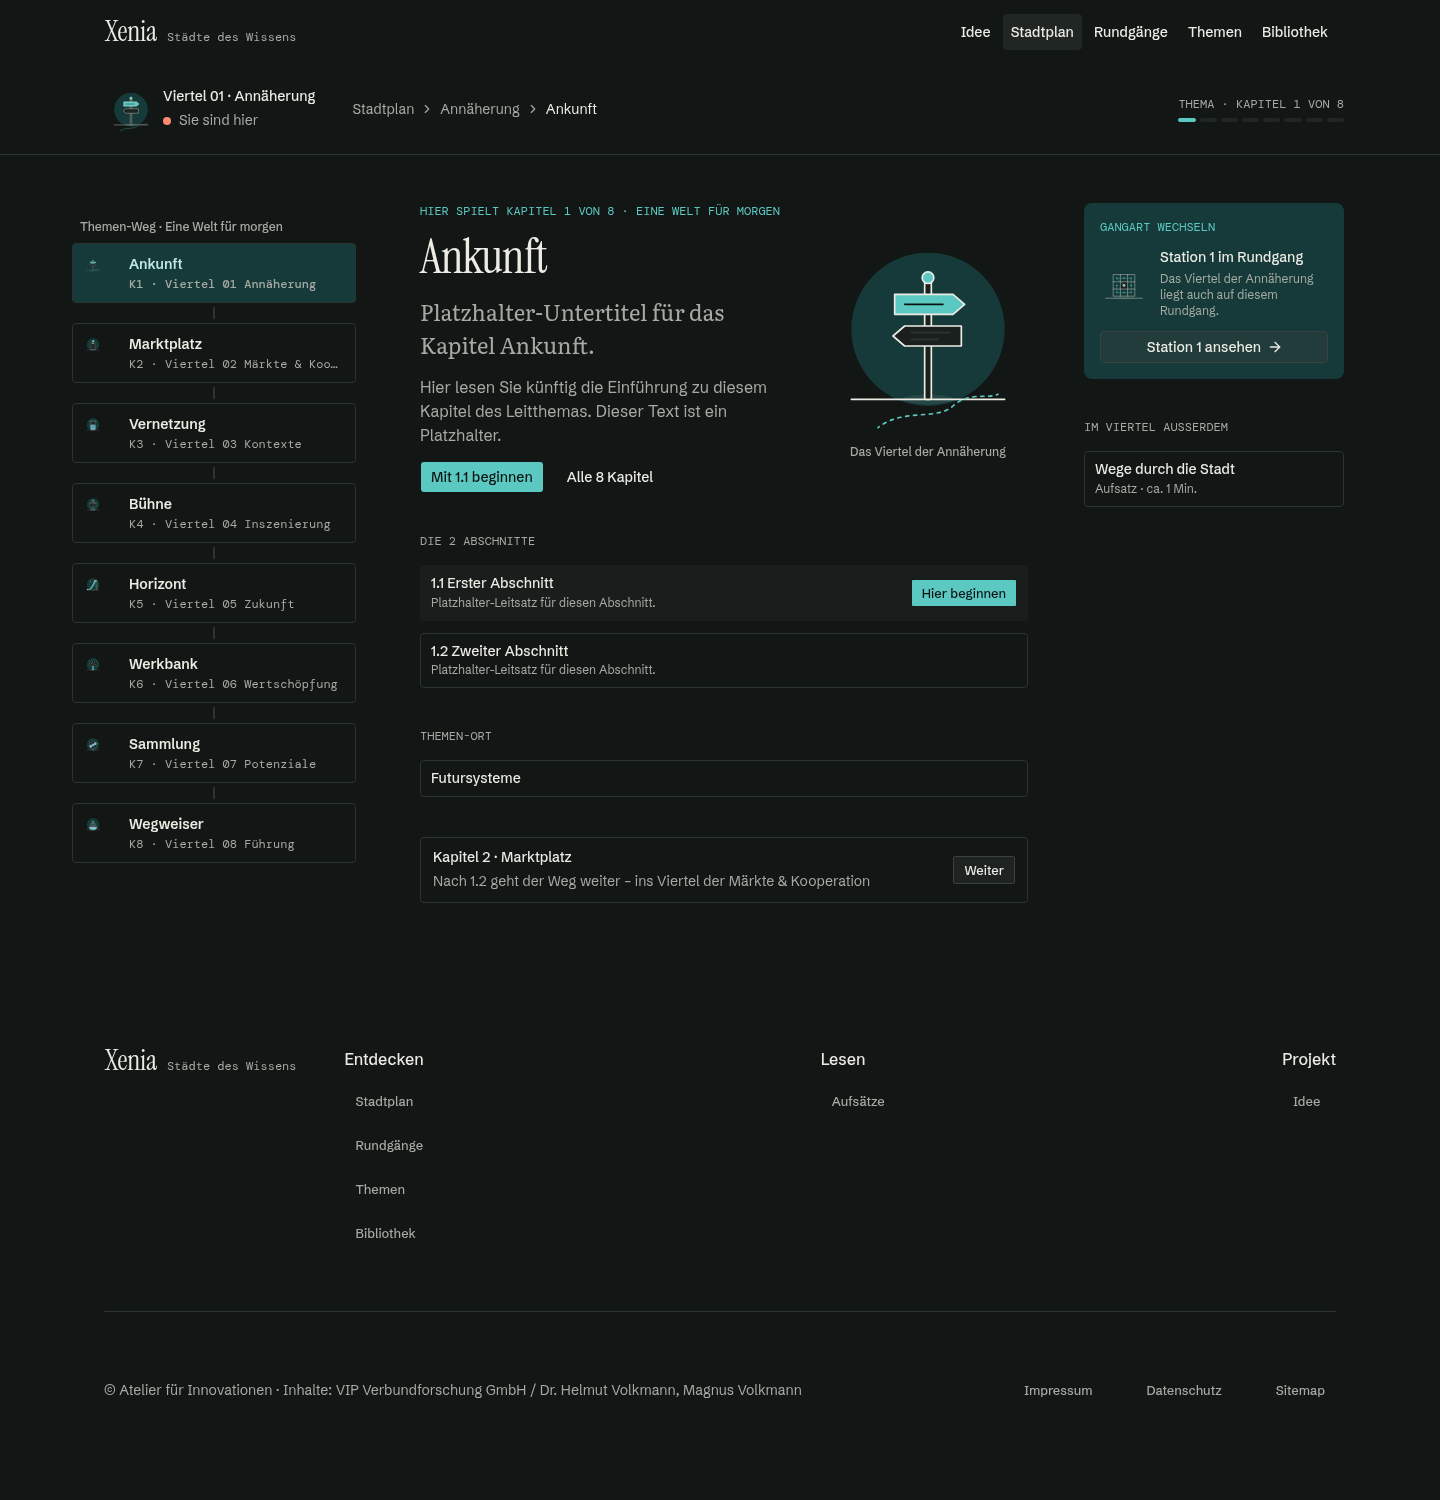 Xenia Städte des Wissens
Idee Stadtplan Rundgänge Themen Bibliothek
Viertel 01 · Annäherung
Sie sind hier
Stadtplan > Annäherung > Ankunft
THEMA · KAPITEL 1 VON 8
Themen-Weg · Eine Welt für morgen
Ankunft
K1 · Viertel 01 Annäherung
Marktplatz
K2 · Viertel 02 Märkte & Koo…
Vernetzung
K3 · Viertel 03 Kontexte
Bühne
K4 · Viertel 04 Inszenierung
Horizont
K5 · Viertel 05 Zukunft
Werkbank
K6 · Viertel 06 Wertschöpfung
Sammlung
K7 · Viertel 07 Potenziale
Wegweiser
K8 · Viertel 08 Führung
HIER SPIELT KAPITEL 1 VON 8 · EINE WELT FÜR MORGEN
Ankunft
Platzhalter-Untertitel für das
Kapitel Ankunft.
Hier lesen Sie künftig die Einführung zu diesem
Kapitel des Leitthemas. Dieser Text ist ein
Platzhalter.
Mit 1.1 beginnen
Alle 8 Kapitel
Das Viertel der Annäherung
DIE 2 ABSCHNITTE
1.1 Erster Abschnitt
Platzhalter-Leitsatz für diesen Abschnitt.
Hier beginnen
1.2 Zweiter Abschnitt
Platzhalter-Leitsatz für diesen Abschnitt.
THEMEN-ORT
Futursysteme
Kapitel 2 · Marktplatz
Nach 1.2 geht der Weg weiter – ins Viertel der Märkte & Kooperation
Weiter
GANGART WECHSELN
Station 1 im Rundgang
Das Viertel der Annäherung
liegt auch auf diesem
Rundgang.
Station 1 ansehen →
IM VIERTEL AUSSERDEM
Wege durch die Stadt
Aufsatz · ca. 1 Min.
Xenia Städte des Wissens
Entdecken
Stadtplan
Rundgänge
Themen
Bibliothek
Lesen
Aufsätze
Projekt
Idee
© Atelier für Innovationen · Inhalte: VIP Verbundforschung GmbH / Dr. Helmut Volkmann, Magnus Volkmann
Impressum Datenschutz Sitemap